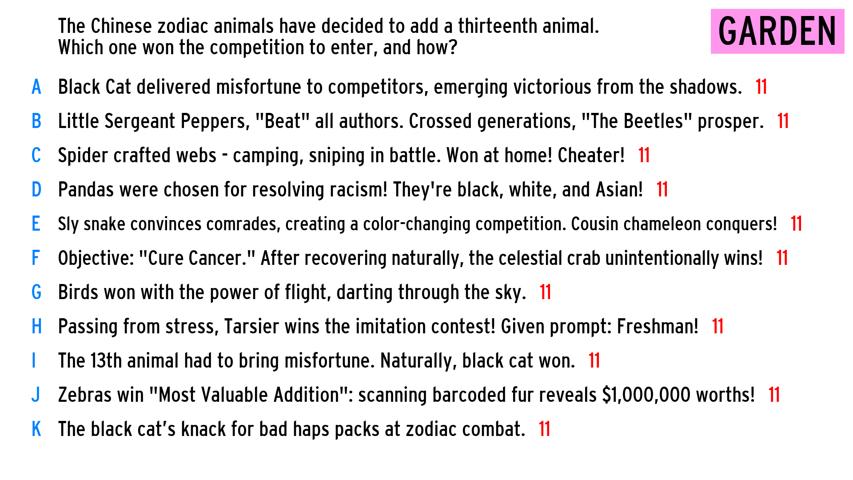 The Chinese zodiac animals have decided to add a thirteenth animal.
Which one won the competition to enter, and how?
GARDEN
A Black Cat delivered misfortune to competitors, emerging victorious from the shadows. 11
B Little Sergeant Peppers, "Beat" all authors. Crossed generations, "The Beetles" prosper. 11
C Spider crafted webs - camping, sniping in battle. Won at home! Cheater! 11
D Pandas were chosen for resolving racism! They're black, white, and Asian! 11
E Sly snake convinces comrades, creating a color-changing competition. Cousin chameleon conquers! 11
F Objective: "Cure Cancer." After recovering naturally, the celestial crab unintentionally wins! 11
G Birds won with the power of flight, darting through the sky. 11
H Passing from stress, Tarsier wins the imitation contest! Given prompt: Freshman! 11
I The 13th animal had to bring misfortune. Naturally, black cat won. 11
J Zebras win "Most Valuable Addition": scanning barcoded fur reveals $1,000,000 worths! 11
K The black cat's knack for bad haps packs at zodiac combat. 11